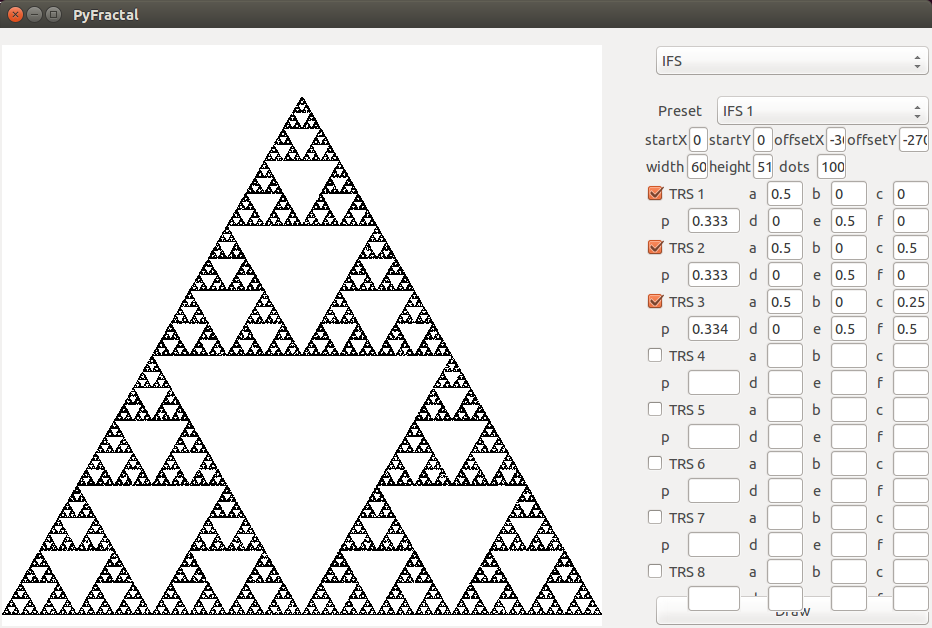 PyFractal
IFS
Preset IFS 1
startX 0 startY 0 offsetX -3 offsetY -270
width 60 height 51 dots 100
TRS 1 a 0.5 b 0 c 0
p 0.333 d 0 e 0.5 f 0
TRS 2 a 0.5 b 0 c 0.5
p 0.333 d 0 e 0.5 f 0
TRS 3 a 0.5 b 0 c 0.25
p 0.334 d 0 e 0.5 f 0.5
TRS 4 a b c
p d e f
TRS 5 a b c
p d e f
TRS 6 a b c
p d e f
TRS 7 a b c
p d e f
TRS 8 a b c
Draw